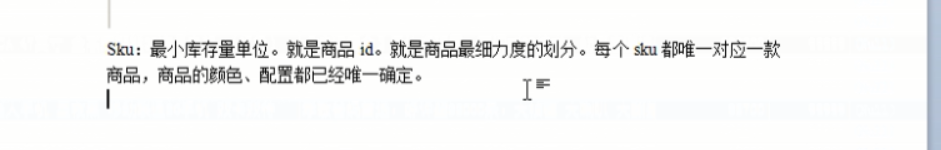 Sku：最小库存量单位。就是商品 id。就是商品最细力度的划分。每个 sku 都唯一对应一款
商品，商品的颜色、配置都已经唯一确定。